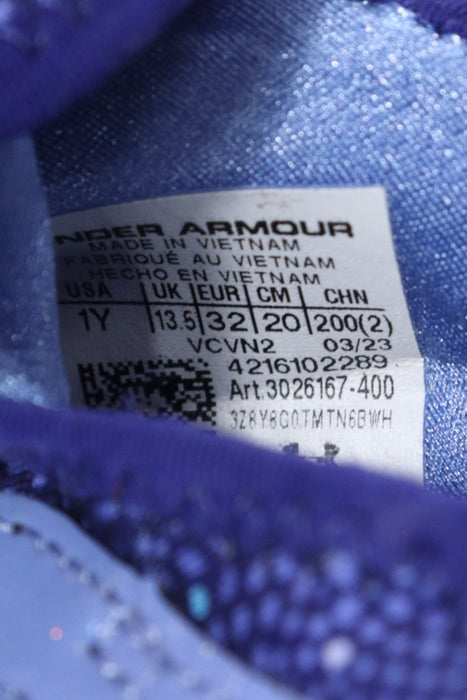 UNDER ARMOUR
MADE IN VIETNAM
FABRIQUÉ AU VIETNAM
HECHO EN VIETNAM
USA UK EUR CM CHN
1Y 13.5 32 20 200(2)
VCVN2 03/23
4216102289
Art.3026167-400
3Z8Y8G0TMTN6BWH